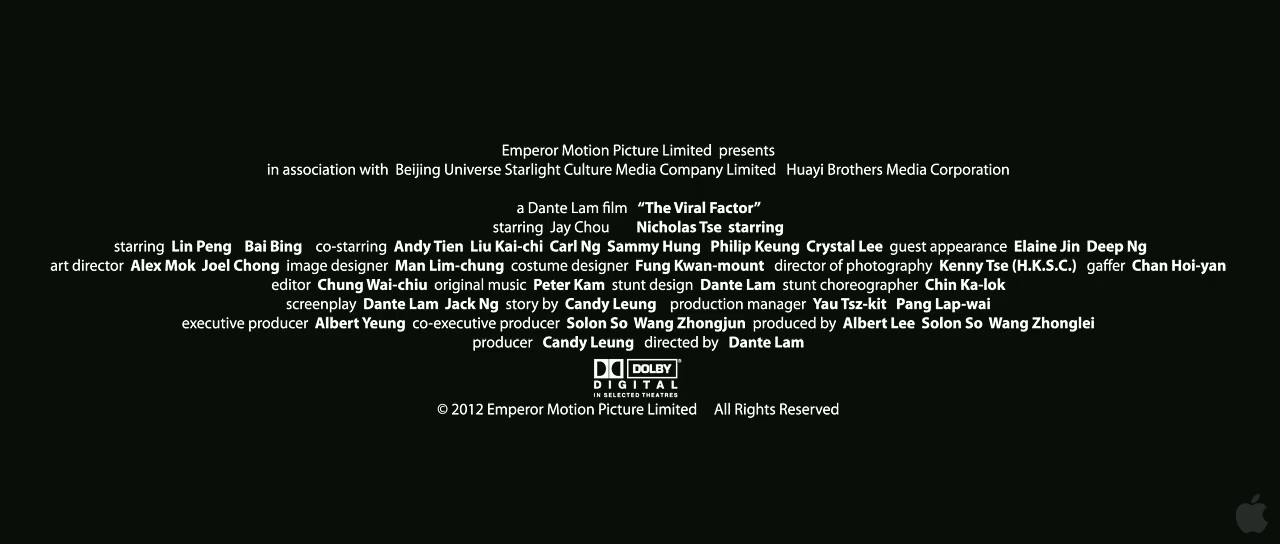 Emperor Motion Picture Limited presents
in association with Beijing Universe Starlight Culture Media Company Limited Huayi Brothers Media Corporation
a Dante Lam film “The Viral Factor”
starring Jay Chou Nicholas Tse starring
starring Lin Peng Bai Bing co-starring Andy Tien Liu Kai-chi Carl Ng Sammy Hung Philip Keung Crystal Lee guest appearance Elaine Jin Deep Ng
art director Alex Mok Joel Chong image designer Man Lim-chung costume designer Fung Kwan-mount director of photography Kenny Tse (H.K.S.C.) gaffer Chan Hoi-yan
editor Chung Wai-chiu original music Peter Kam stunt design Dante Lam stunt choreographer Chin Ka-lok
screenplay Dante Lam Jack Ng story by Candy Leung production manager Yau Tsz-kit Pang Lap-wai
executive producer Albert Yeung co-executive producer Solon So Wang Zhongjun produced by Albert Lee Solon So Wang Zhonglei
producer Candy Leung directed by Dante Lam
DOLBY
DIGITAL
IN SELECTED THEATRES
© 2012 Emperor Motion Picture Limited All Rights Reserved